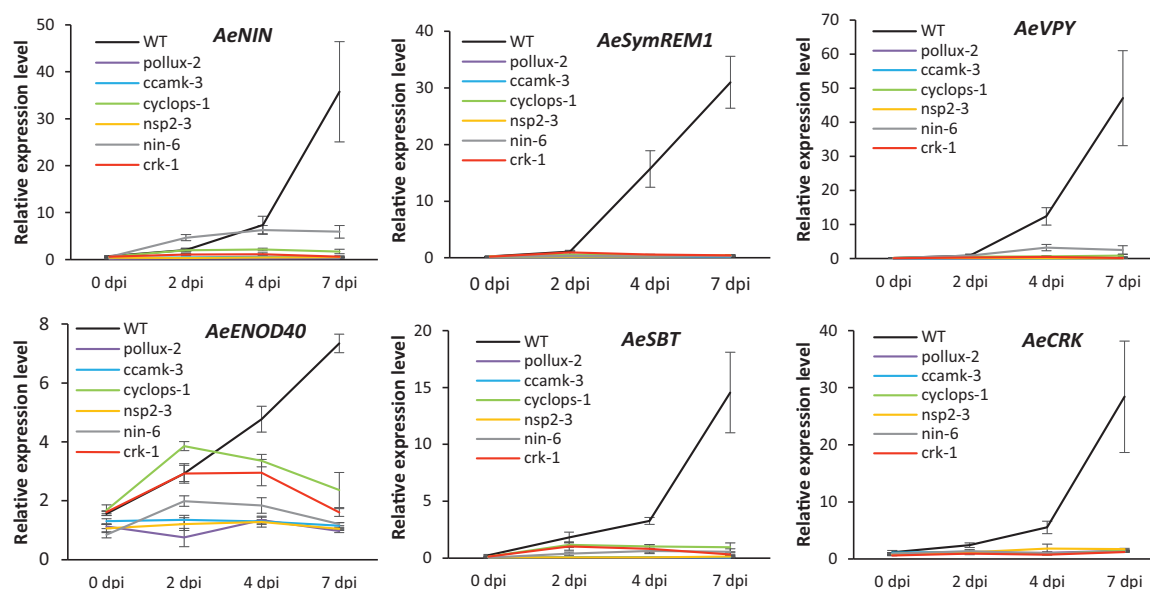 AeNIN
Relative expression level
50
40
30
20
10
0
WT
pollux-2
ccamk-3
cyclops-1
nsp2-3
nin-6
crk-1
0 dpi 2 dpi 4 dpi 7 dpi
AeSymREM1
Relative expression level
40
30
20
10
0
WT
pollux-2
ccamk-3
cyclops-1
nsp2-3
nin-6
crk-1
0 dpi 2 dpi 4 dpi 7 dpi
AeVPY
Relative expression level
70
60
50
40
30
20
10
0
WT
pollux-2
ccamk-3
cyclops-1
nsp2-3
nin-6
crk-1
0 dpi 2 dpi 4 dpi 7 dpi
AeENOD40
Relative expression level
8
6
4
2
0
WT
pollux-2
ccamk-3
cyclops-1
nsp2-3
nin-6
crk-1
0 dpi 2 dpi 4 dpi 7 dpi
AeSBT
Relative expression level
20
15
10
5
0
WT
pollux-2
ccamk-3
cyclops-1
nsp2-3
nin-6
crk-1
0 dpi 2 dpi 4 dpi 7 dpi
AeCRK
Relative expression level
40
30
20
10
0
WT
pollux-2
ccamk-3
cyclops-1
nsp2-3
nin-6
crk-1
0 dpi 2 dpi 4 dpi 7 dpi